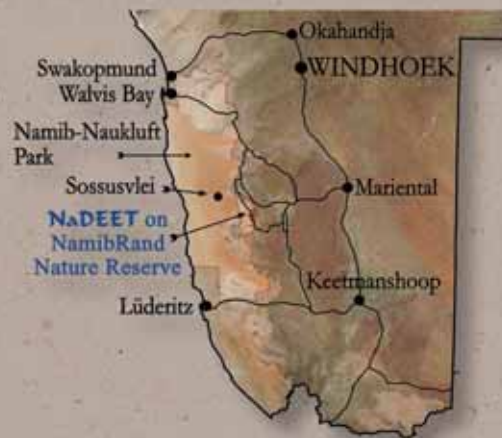 Okahandja
WINDHOEK
Swakopmund
Walvis Bay
Namib-Naukluft
Park
Sossusvlei
Mariental
NaDEET on
NamibRand
Nature Reserve
Keetmanshoop
Lüderitz